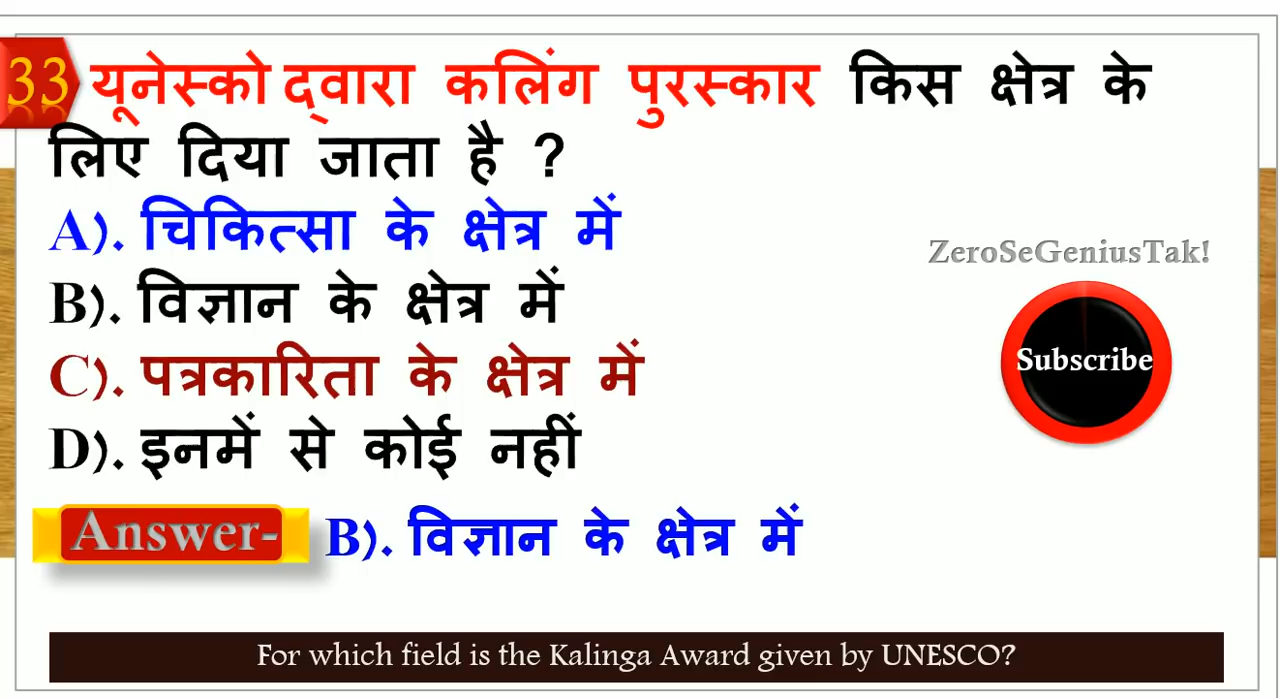 33 यूनेस्को द्‌वारा कलिंग पुरस्कार किस क्षेत्र के
लिए दिया जाता है ?
A). चिकित्सा के क्षेत्र में
ZeroSeGeniusTak!
B). विज्ञान के क्षेत्र में
Subscribe
C). पत्रकारिता के क्षेत्र में
D). इनमें से कोई नहीं
Answer- B). विज्ञान के क्षेत्र में
For which field is the Kalinga Award given by UNESCO?